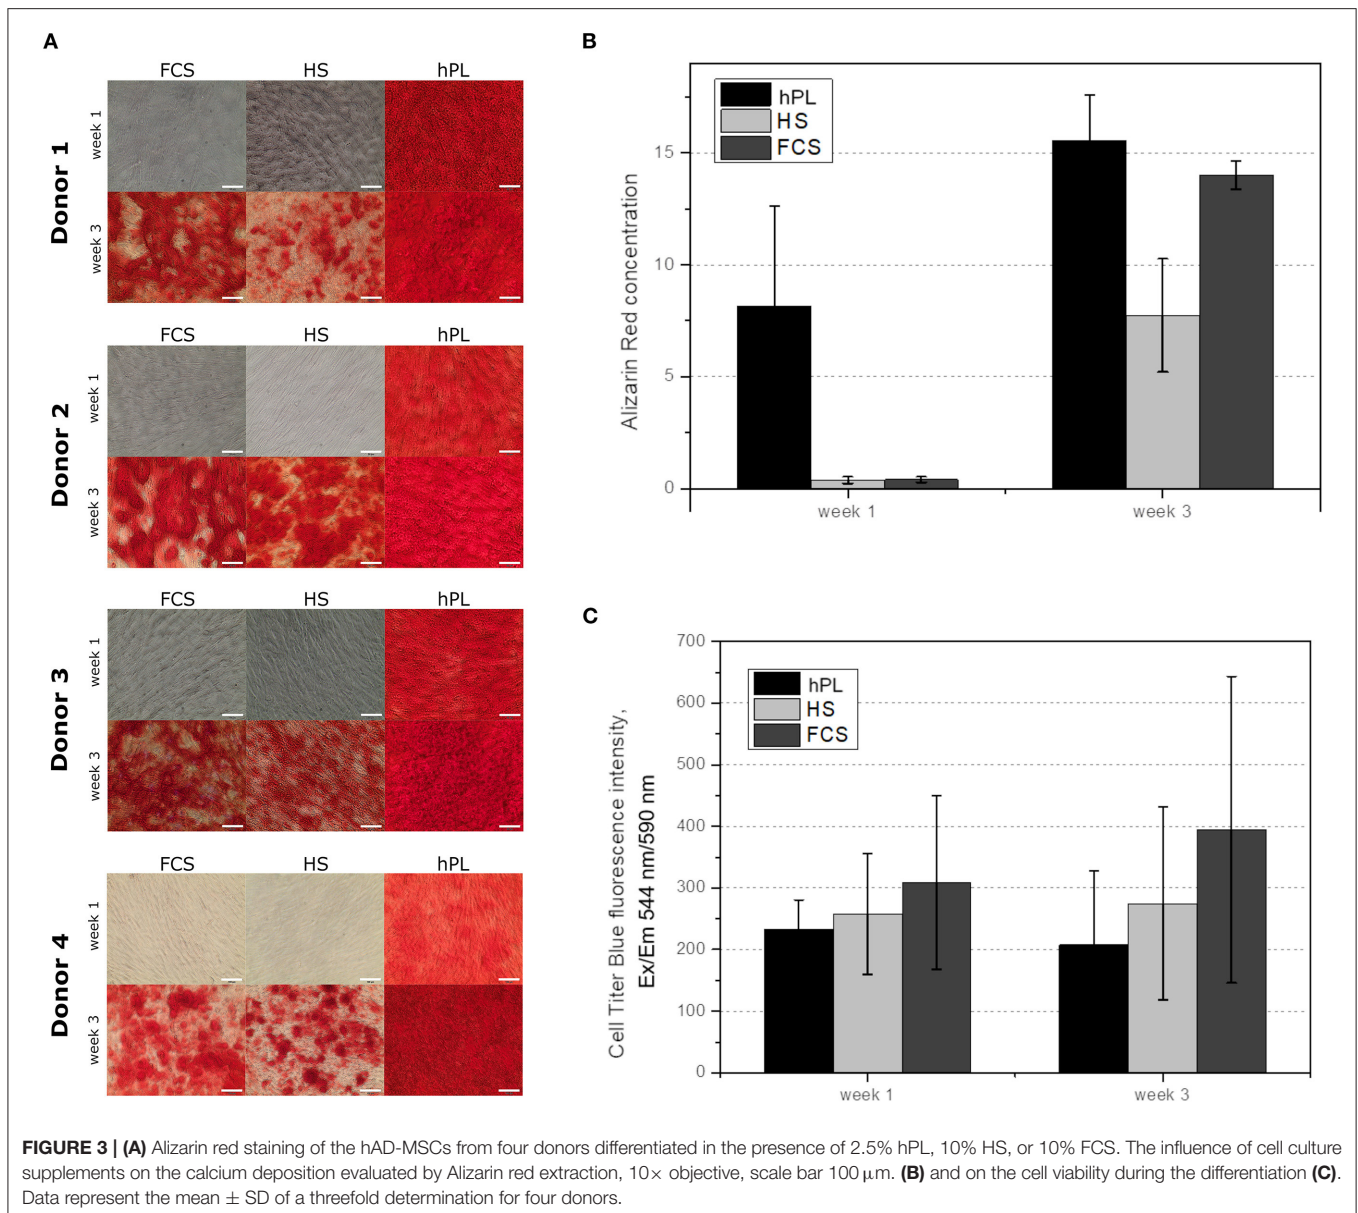 A
FCS HS hPL
Donor 1
week 1
week 3
FCS HS hPL
Donor 2
week 1
week 3
FCS HS hPL
Donor 3
week 1
week 3
FCS HS hPL
Donor 4
week 1
week 3
B
hPL
HS
FCS
Alizarin Red concentration
15
10
5
0
week 1 week 3
C
700
600
500
400
300
200
100
0
hPL
HS
FCS
Cell Titer Blue fluorescence intensity,
Ex/Em 544 nm/590 nm
week 1 week 3
FIGURE 3 | (A) Alizarin red staining of the hAD-MSCs from four donors differentiated in the presence of 2.5% hPL, 10% HS, or 10% FCS. The influence of cell culture
supplements on the calcium deposition evaluated by Alizarin red extraction, 10× objective, scale bar 100 μm. (B) and on the cell viability during the differentiation (C).
Data represent the mean ± SD of a threefold determination for four donors.